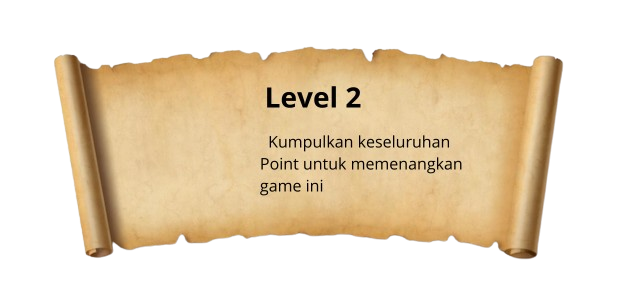 Level 2
Kumpulkan keseluruhan
Point untuk memenangkan
game ini